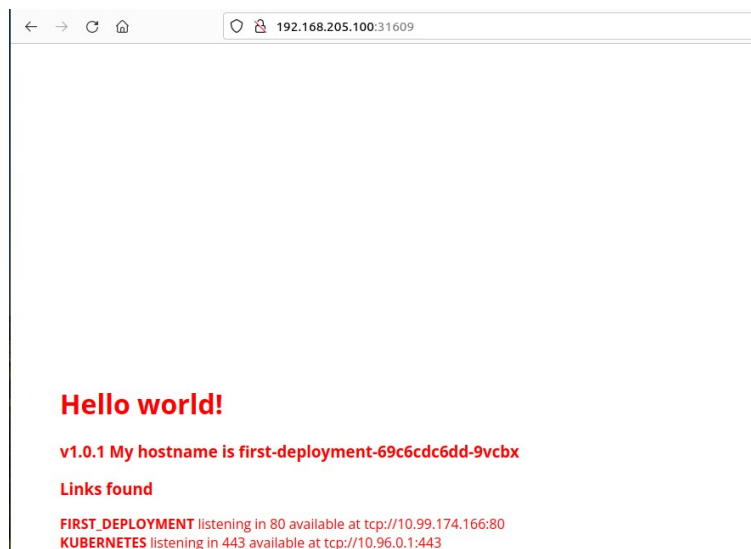 192.168.205.100:31609
Hello world!
v1.0.1 My hostname is first-deployment-69c6cdc6dd-9vcbx
Links found
FIRST_DEPLOYMENT listening in 80 available at tcp://10.99.174.166:80
KUBERNETES listening in 443 available at tcp://10.96.0.1:443